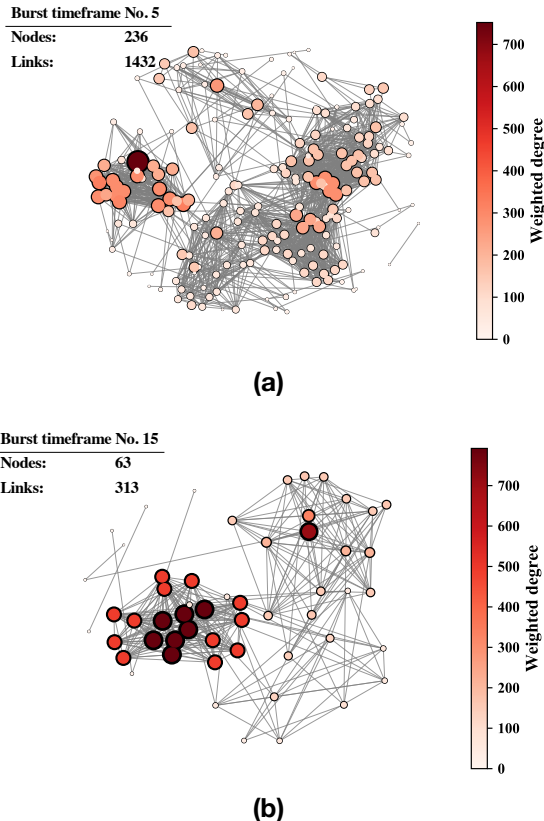 Burst timeframe No. 5
Nodes: 236
Links: 1432
700
600
500
400
300
200
100
0
Weighted degree
(a)
Burst timeframe No. 15
Nodes: 63
Links: 313
700
600
500
400
300
200
100
0
Weighted degree
(b)